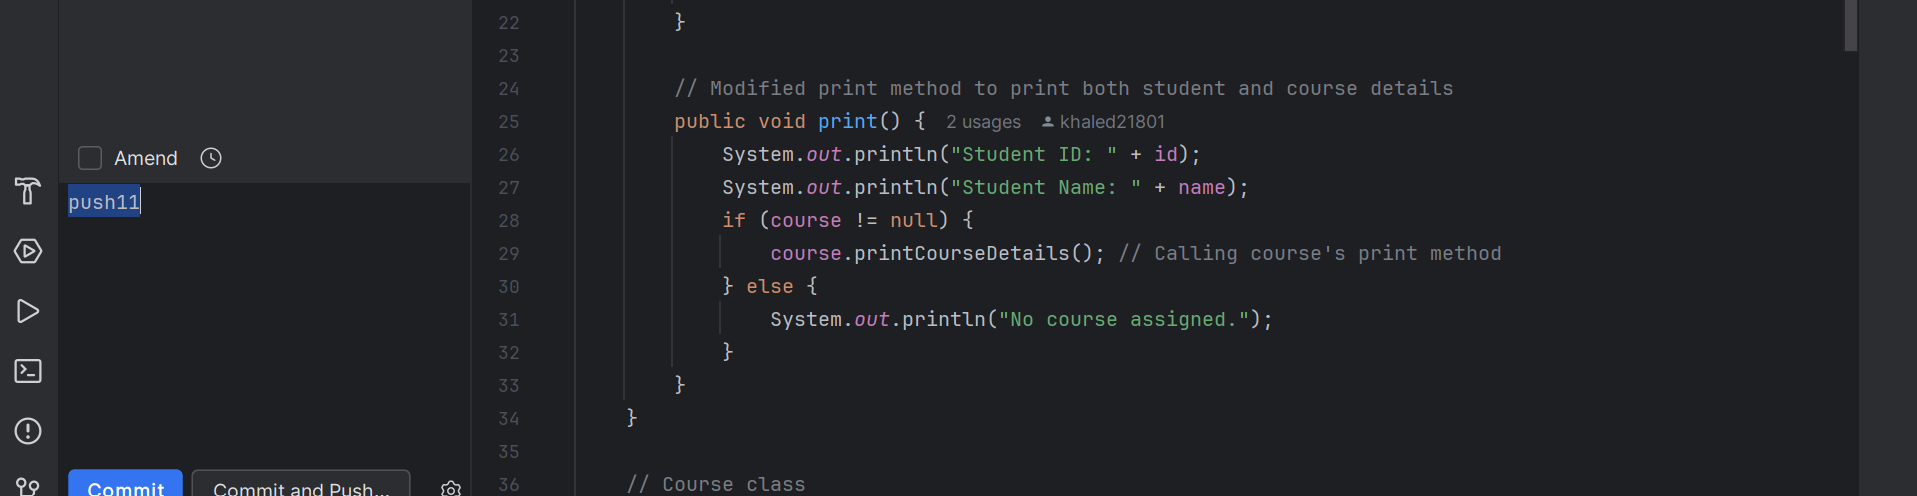 Amend
push11
Commit
Commit and Push...
22 }
23
24 // Modified print method to print both student and course details
25 public void print() { 2 usages khaled21801
26 System.out.println("Student ID: " + id);
27 System.out.println("Student Name: " + name);
28 if (course != null) {
29 course.printCourseDetails(); // Calling course's print method
30 } else {
31 System.out.println("No course assigned.");
32 }
33 }
34 }
35
36 // Course class